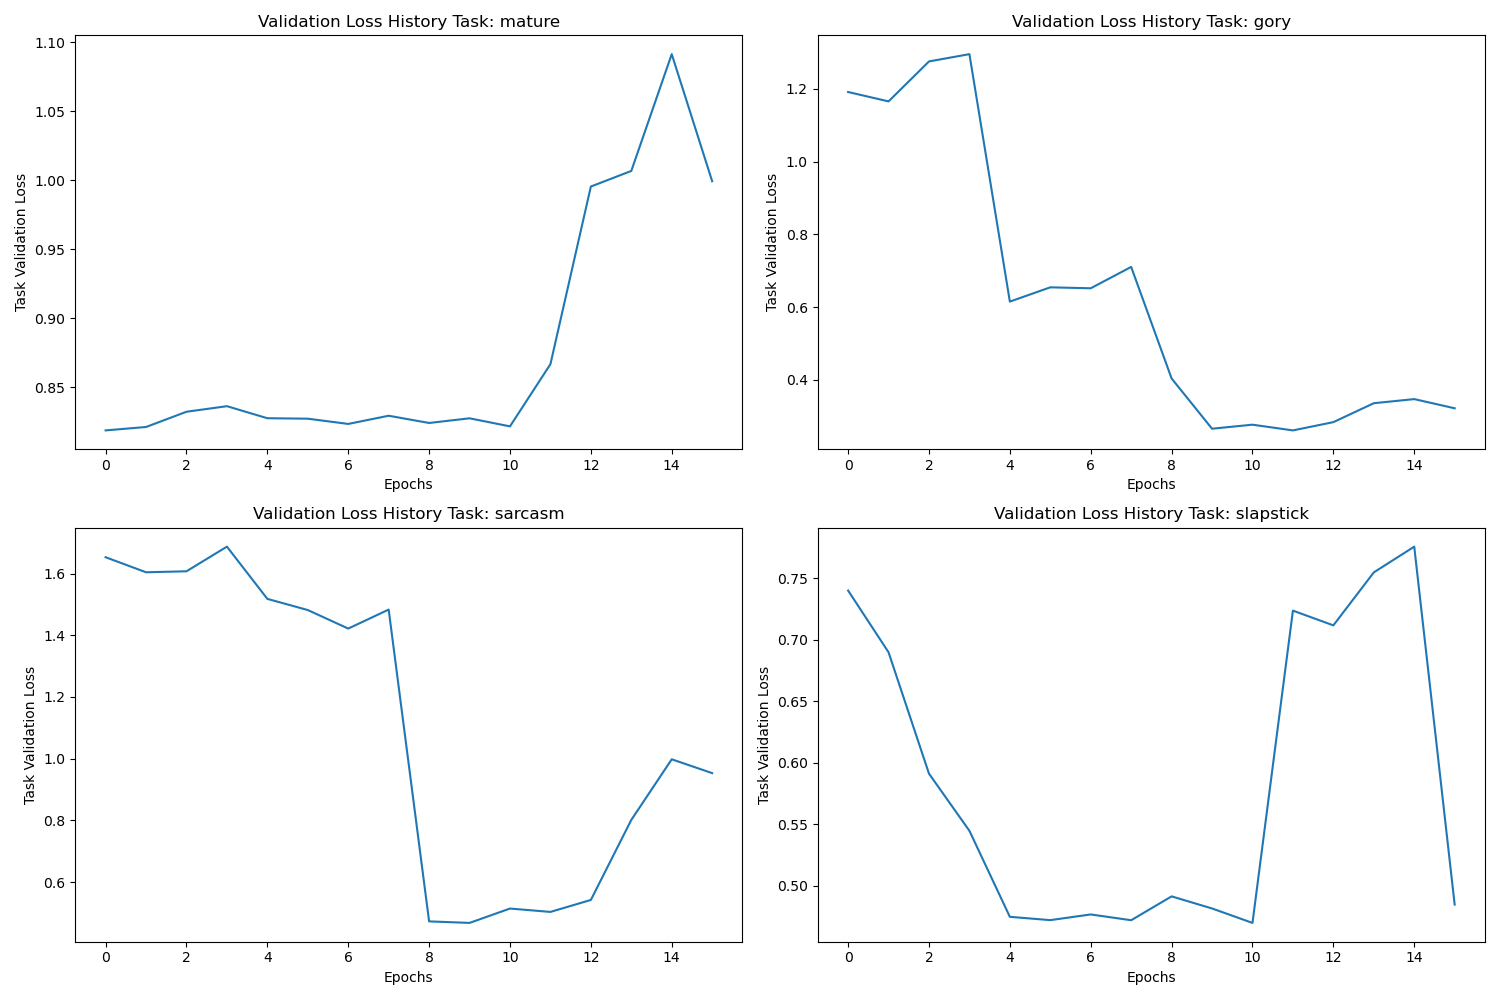 Validation Loss History Task: mature
1.10
1.05
1.00
0.95
0.90
0.85
Task Validation Loss
0 2 4 6 8 10 12 14
Epochs
Validation Loss History Task: gory
1.2
1.0
0.8
0.6
0.4
Task Validation Loss
0 2 4 6 8 10 12 14
Epochs
Validation Loss History Task: sarcasm
1.6
1.4
1.2
1.0
0.8
0.6
Task Validation Loss
0 2 4 6 8 10 12 14
Epochs
Validation Loss History Task: slapstick
0.75
0.70
0.65
0.60
0.55
0.50
Task Validation Loss
0 2 4 6 8 10 12 14
Epochs